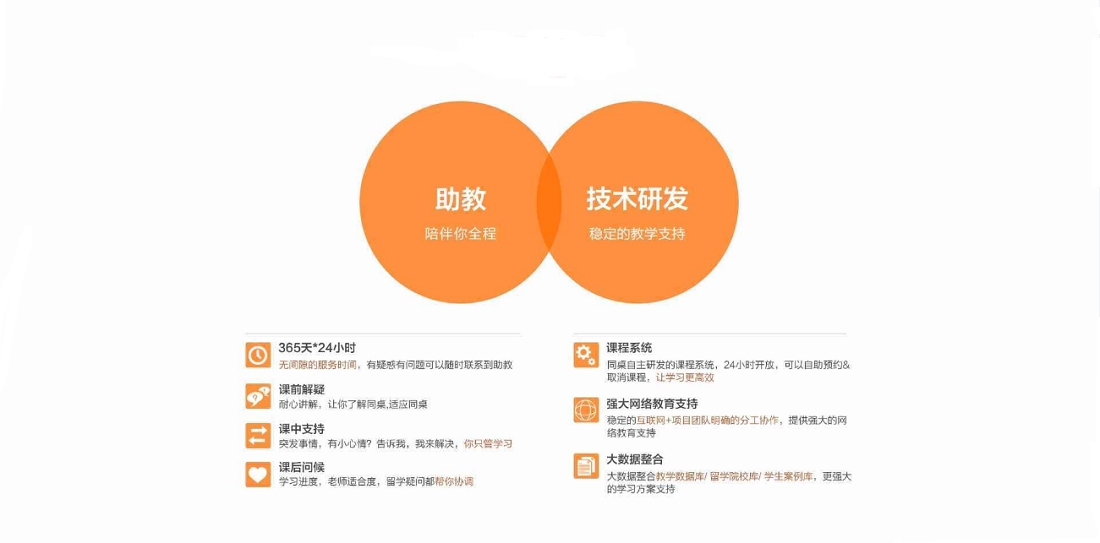 助教
陪伴你全程
技术研发
稳定的教学支持
365天*24小时
无间隙的服务时间，有疑惑有问题可以随时联系到助教
课前解疑
耐心讲解，让你了解同桌,适应同桌
课中支持
突发事情，有小心情？告诉我，我来解决，你只管学习
课后问候
学习进度，老师适合度，留学疑问都帮你协调
课程系统
同桌自主研发的课程系统，24小时开放，可以自助预约&
取消课程，让学习更高效
强大网络教育支持
稳定的互联网+项目团队明确的分工协作，提供强大的网
络教育支持
大数据整合
大数据整合教学数据库/ 留学院校库/ 学生案例库，更强大
的学习方案支持